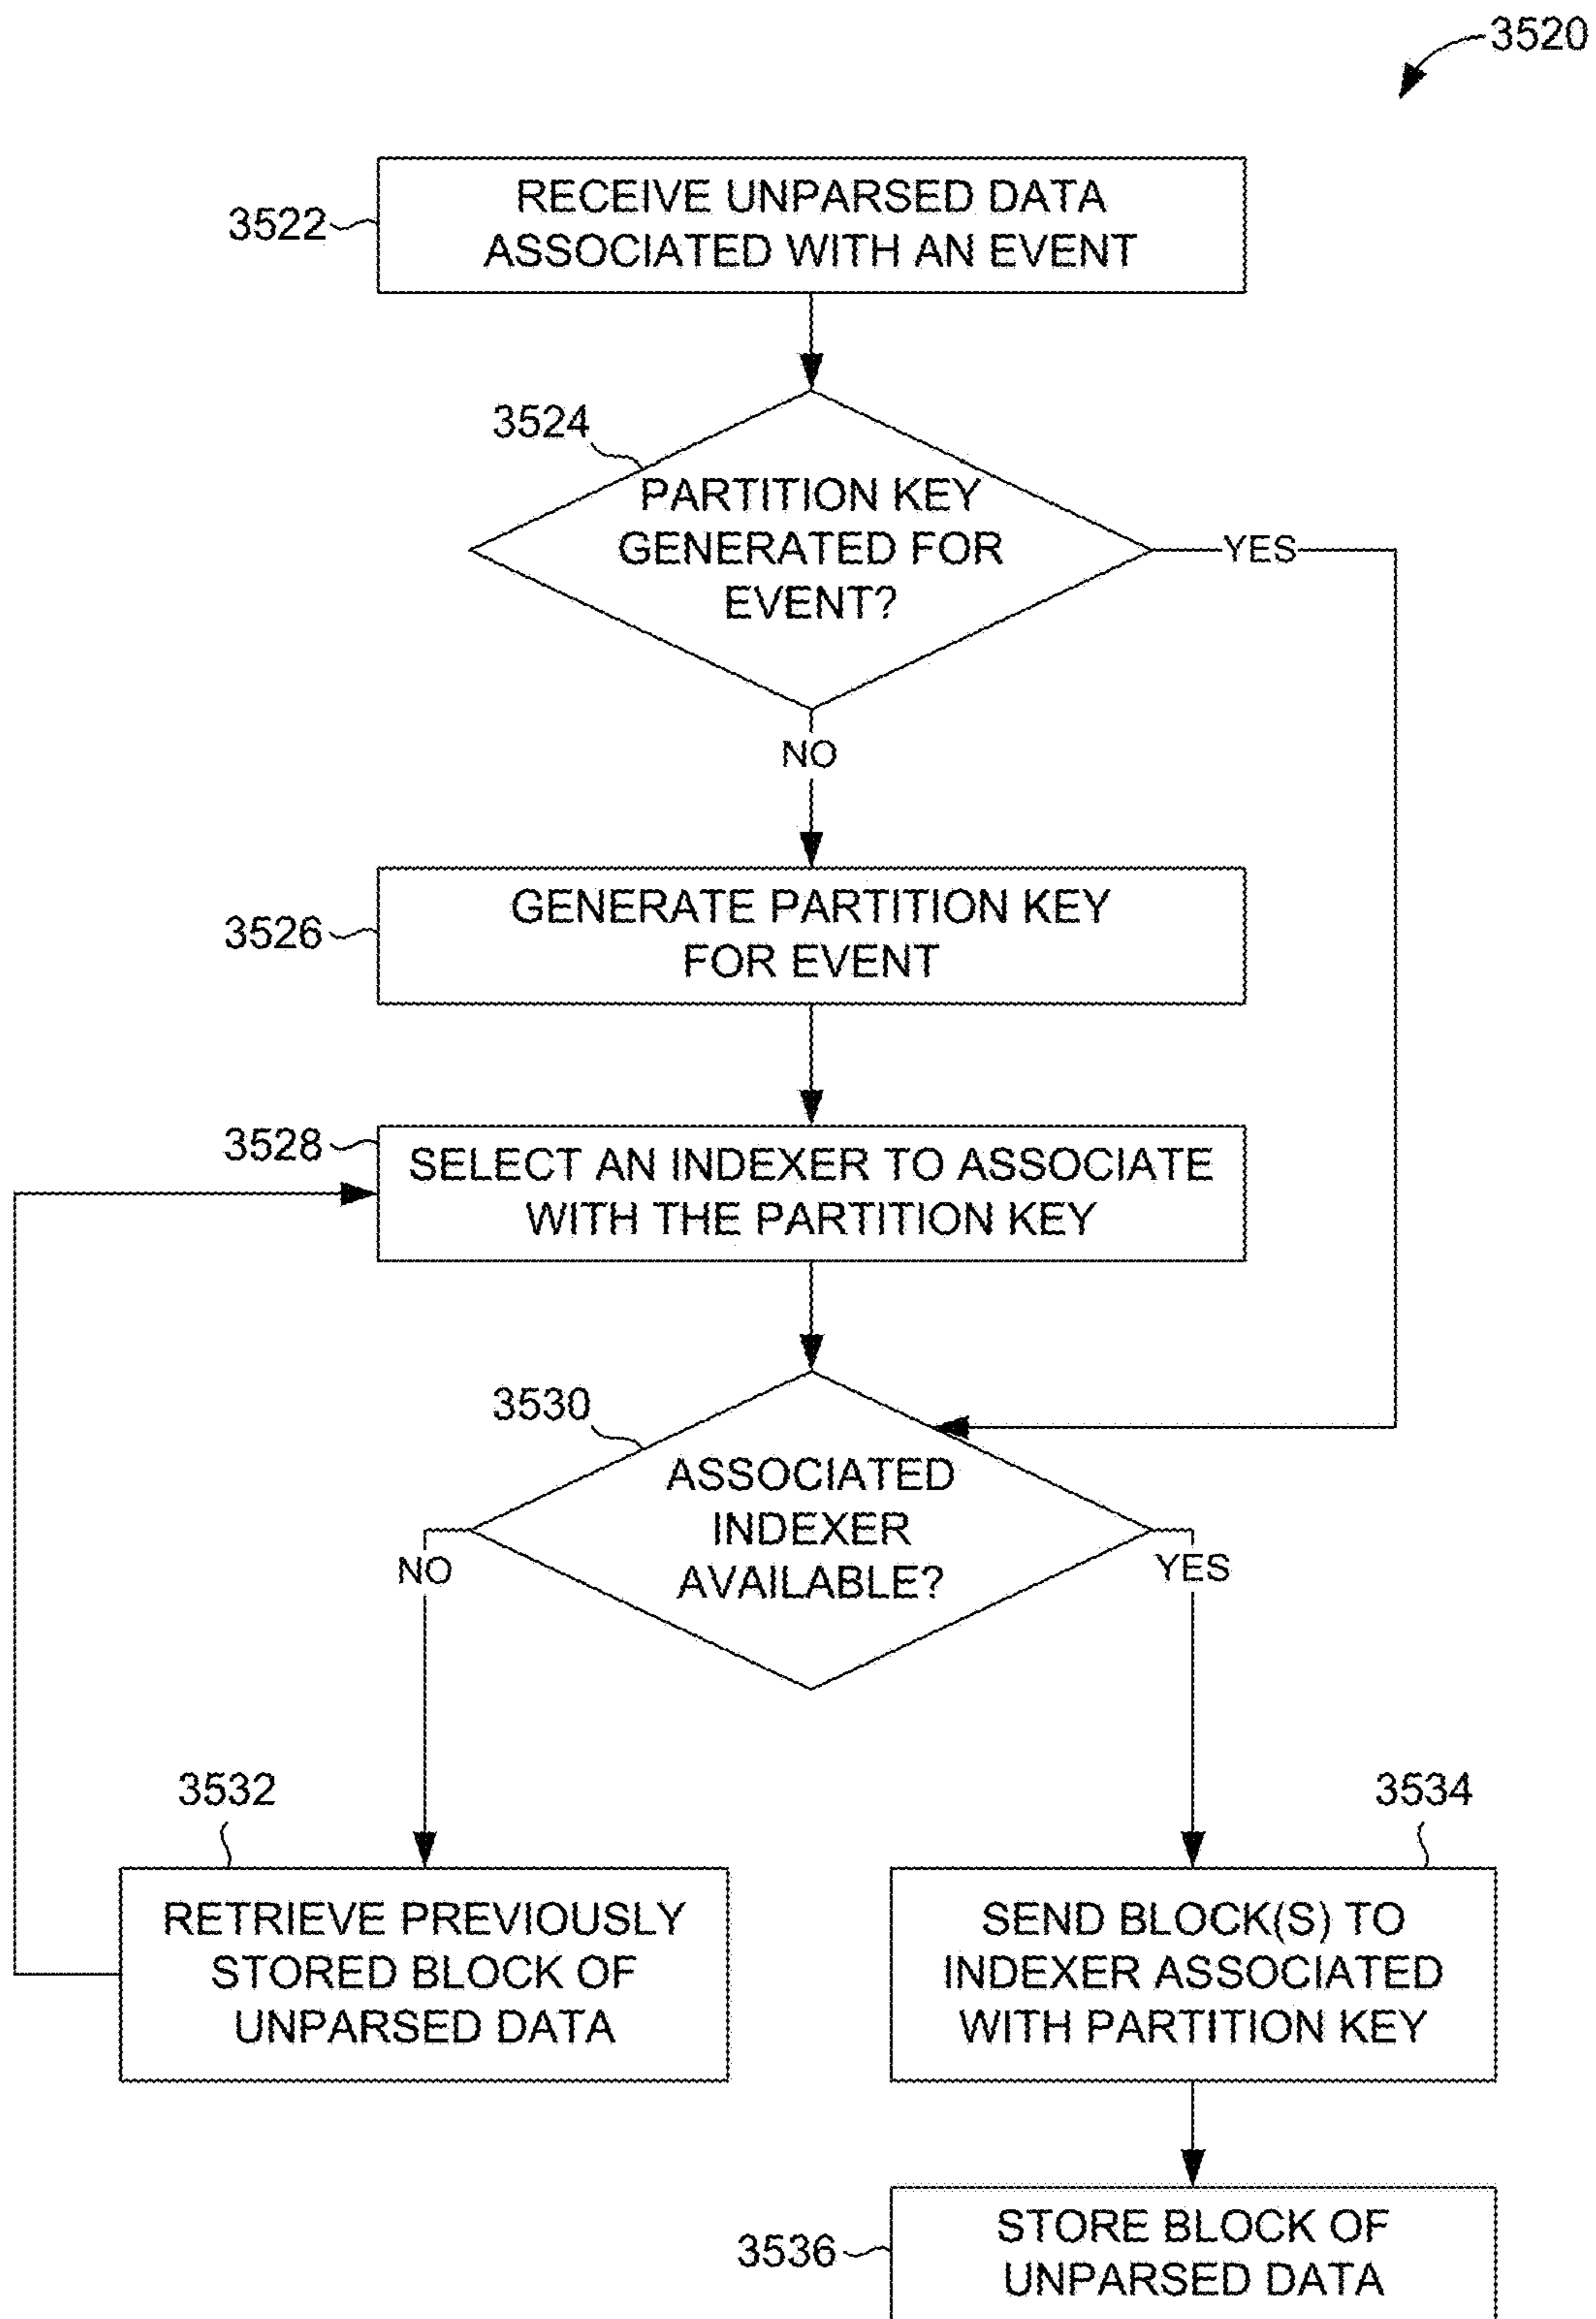 3520
3522
RECEIVE UNPARSED DATA
ASSOCIATED WITH AN EVENT
3524
PARTITION KEY
GENERATED FOR
EVENT?
YES
NO
3526
GENERATE PARTITION KEY
FOR EVENT
3528
SELECT AN INDEXER TO ASSOCIATE
WITH THE PARTITION KEY
3530
ASSOCIATED
INDEXER
AVAILABLE?
NO
YES
3532
RETRIEVE PREVIOUSLY
STORED BLOCK OF
UNPARSED DATA
3534
SEND BLOCK(S) TO
INDEXER ASSOCIATED
WITH PARTITION KEY
3536
STORE BLOCK OF
UNPARSED DATA